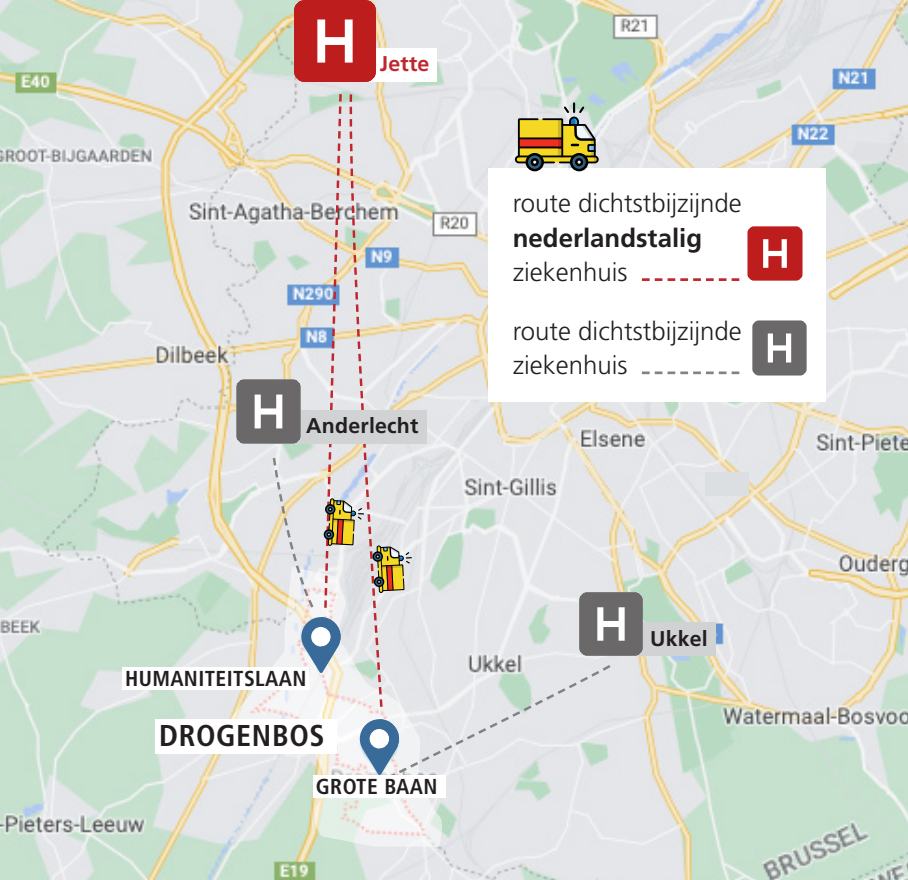 H
Jette
R21
E40
N21
N22
GROOT-BIJGAARDEN
route dichtstbijzijnde
nederlandstalig
ziekenhuis
H
route dichtstbijzijnde
ziekenhuis
H
Sint-Agatha-Berchem
R20
N9
N290
N8
Dilbeek
H
Anderlecht
Elsene
Sint-Piete
Sint-Gillis
Ouderg
BEEK
H
Ukkel
Ukkel
HUMANITEITSLAAN
Watermaal-Bosvoo
DROGENBOS
GROTE BAAN
-Pieters-Leeuw
BRUSSEL
E19